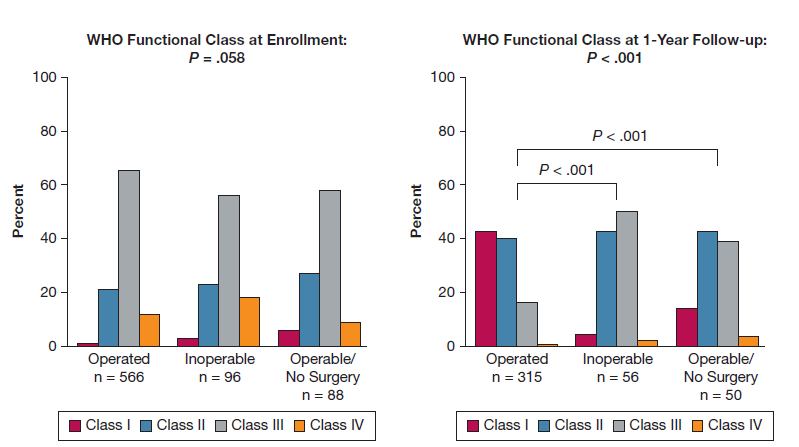 WHO Functional Class at Enrollment:
P = .058
Percent
100
80
60
40
20
0
Operated
n = 566
Inoperable
n = 96
Operable/
No Surgery
n = 88
Class I Class II Class III Class IV
WHO Functional Class at 1-Year Follow-up:
P < .001
Percent
100
80
60
40
20
0
P < .001
P < .001
Operated
n = 315
Inoperable
n = 56
Operable/
No Surgery
n = 50
Class I Class II Class III Class IV